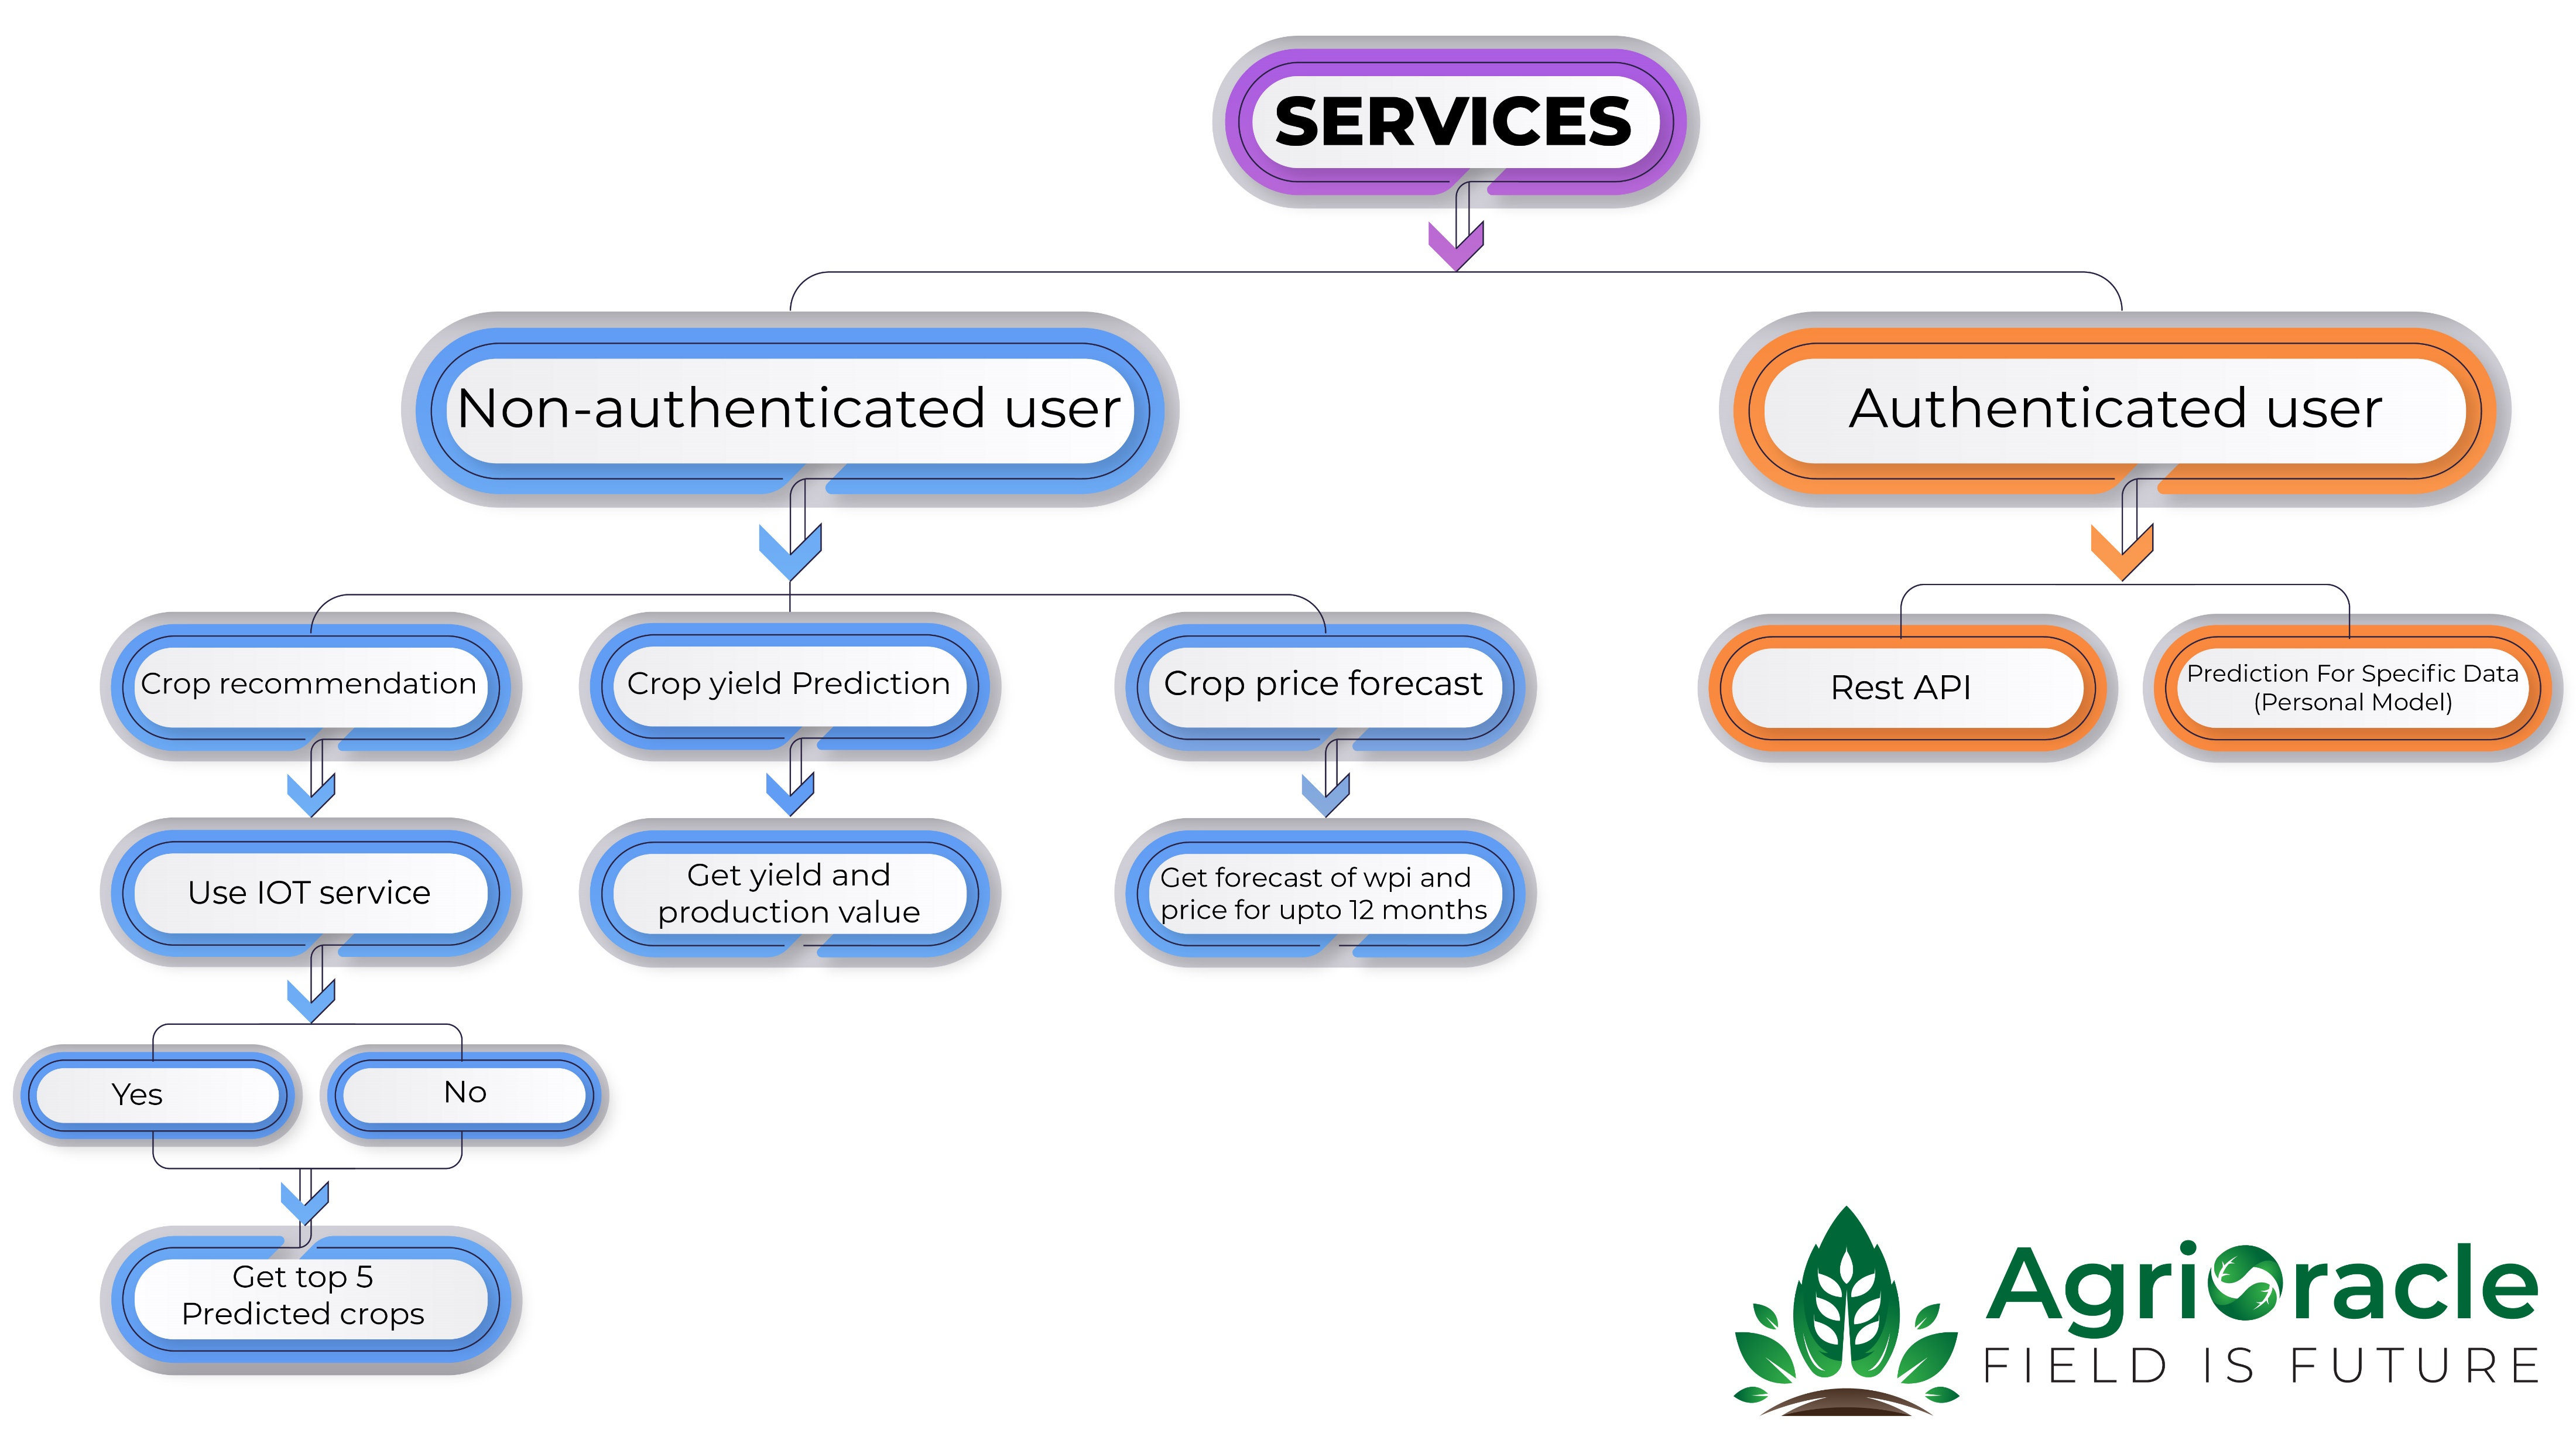 SERVICES
Non-authenticated user
Authenticated user
Crop recommendation
Crop yield Prediction
Crop price forecast
Rest API
Prediction For Specific Data
(Personal Model)
Use IOT service
Get yield and
production value
Get forecast of wpi and
price for upto 12 months
Yes
No
Get top 5
Predicted crops
AgriOracle
FIELD IS FUTURE